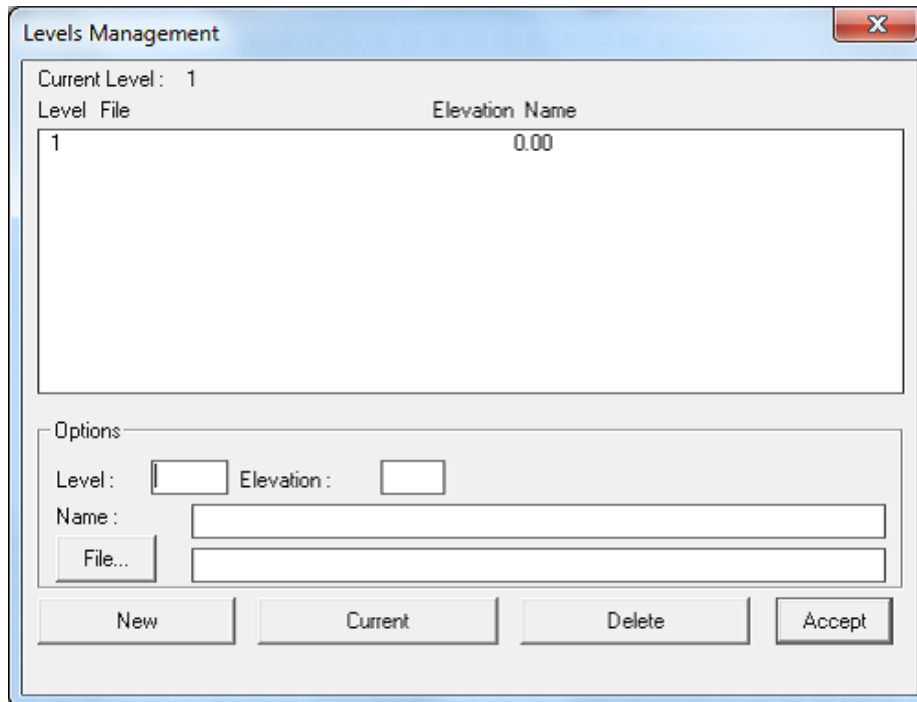 Levels Management
Current Level : 1
Level File Elevation Name
1 0.00
Options
Level : Elevation :
Name :
File...
New Current Delete Accept